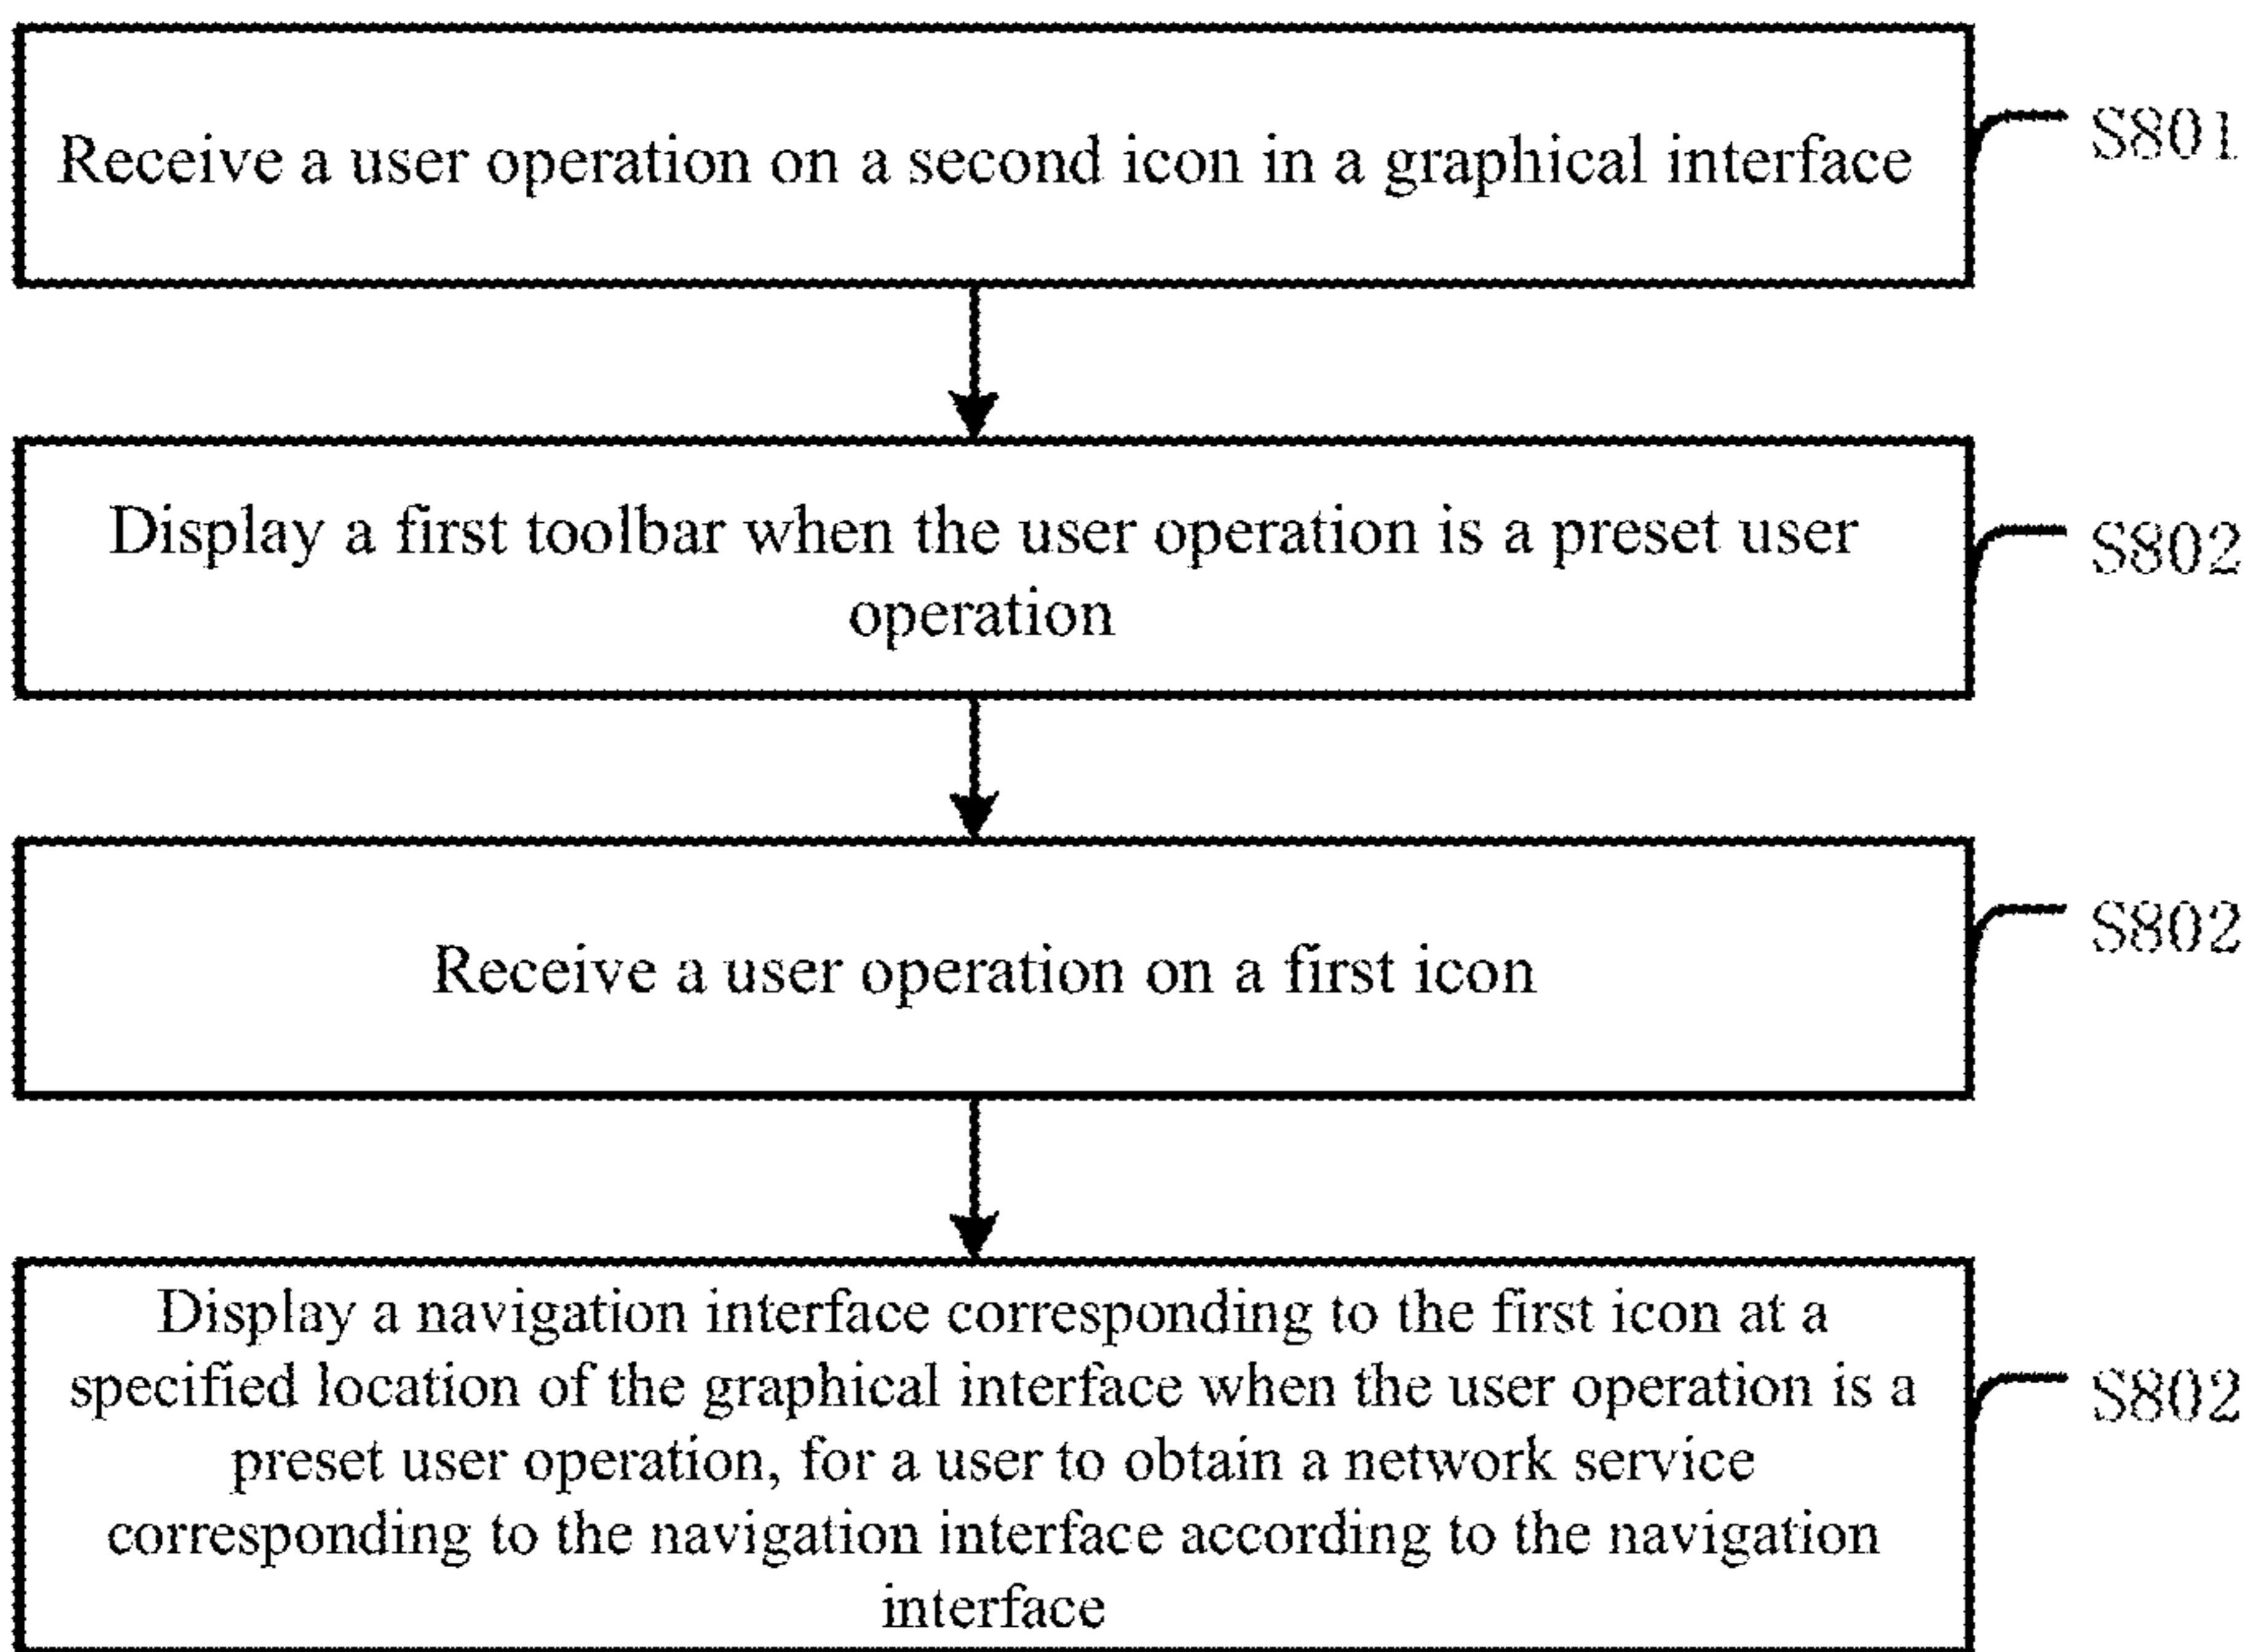 Receive a user operation on a second icon in a graphical interface
S801
Display a first toolbar when the user operation is a preset user
operation
S802
Receive a user operation on a first icon
S802
Display a navigation interface corresponding to the first icon at a
specified location of the graphical interface when the user operation is a
preset user operation, for a user to obtain a network service
corresponding to the navigation interface according to the navigation
interface
S802